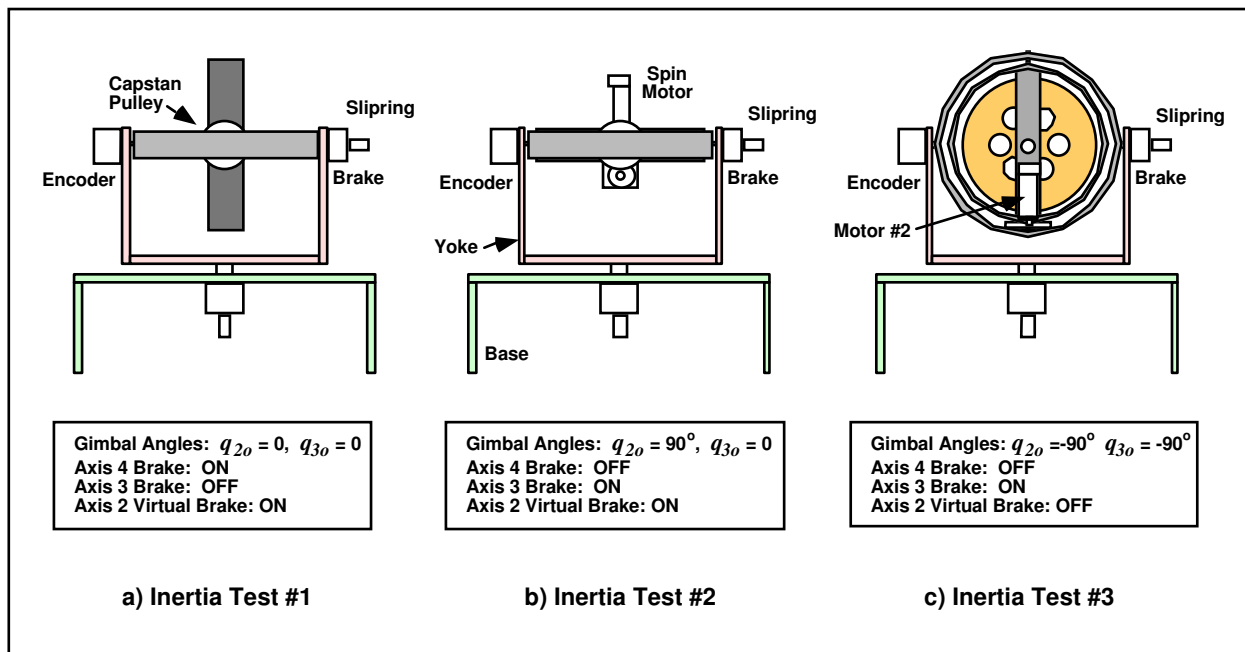 Capstan
Pulley
Slipring
Encoder
Brake
Gimbal Angles: q2o = 0, q3o = 0
Axis 4 Brake: ON
Axis 3 Brake: OFF
Axis 2 Virtual Brake: ON
a) Inertia Test #1
Spin
Motor
Slipring
Encoder
Brake
Yoke
Base
Gimbal Angles: q2o = 90o, q3o = 0
Axis 4 Brake: OFF
Axis 3 Brake: ON
Axis 2 Virtual Brake: ON
b) Inertia Test #2
Slipring
Encoder
Brake
Motor #2
Gimbal Angles: q2o =-90o q3o = -90o
Axis 4 Brake: OFF
Axis 3 Brake: ON
Axis 2 Virtual Brake: OFF
c) Inertia Test #3